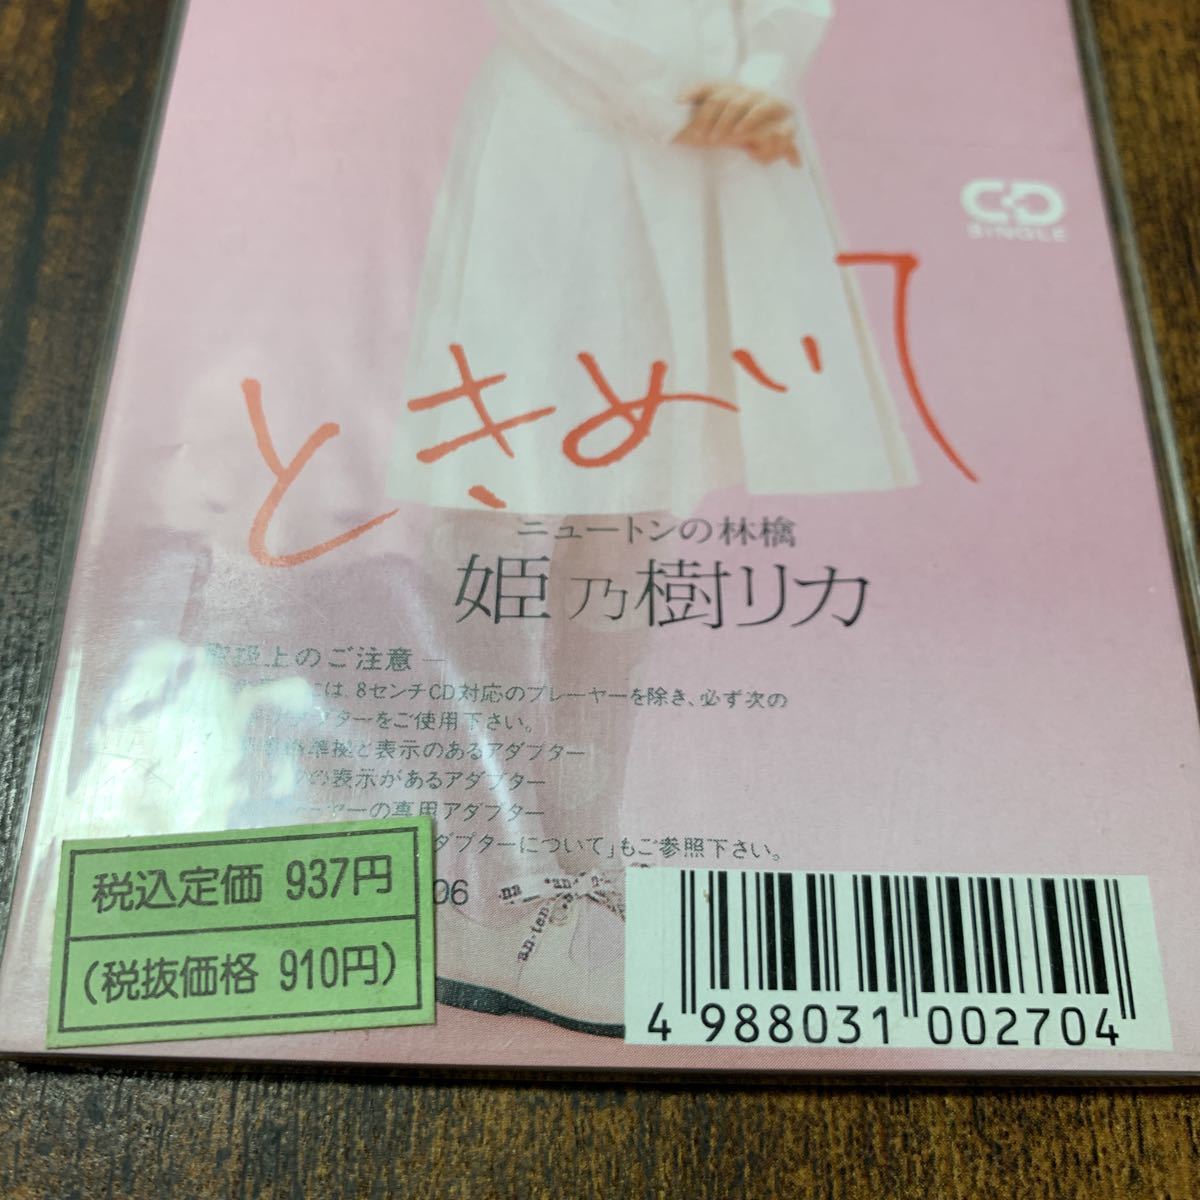 CD
SINGLE
ときめいて
ニュートンの林檎
姫乃樹リカ
扱上のご注意
には、8センチCD対応のプレーヤーを除き、必ず次の
アダプターをご使用下さい。
準拠と表示のあるアダプター
の表示があるアダプター
ーヤーの専用アダプター
ダプターについて」もご参照下さい。
06
税込定価 937円
(税抜価格 910円)
4 988031 002704